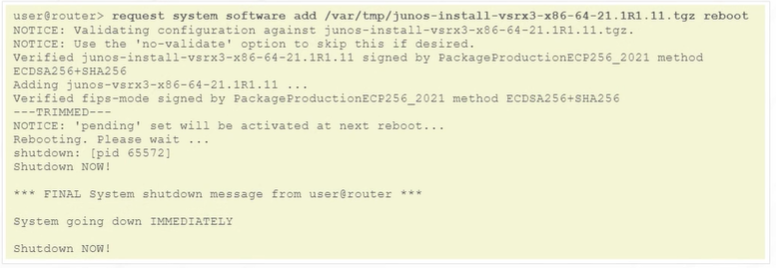 user@router> request system software add /var/tmp/junos-install-vsrx3-x86-64-21.1R1.11.tgz reboot
NOTICE: Validating configuration against junos-install-vsrx3-x86-64-21.1R1.11.tgz.
NOTICE: Use the 'no-validate' option to skip this if desired.
Verified junos-install-vsrx3-x86-64-21.1R1.11 signed by PackageProductionECP256_2021 method
ECDSA256+SHA256
Adding junos-vsrx3-x86-64-21.1R1.11 ...
Verified fips-mode signed by PackageProductionECP256_2021 method ECDSA256+SHA256
---TRIMMED---
NOTICE: 'pending' set will be activated at next reboot...
Rebooting. Please wait ...
shutdown: [pid 65572]
Shutdown NOW!
*** FINAL System shutdown message from user@router ***
System going down IMMEDIATELY
Shutdown NOW!